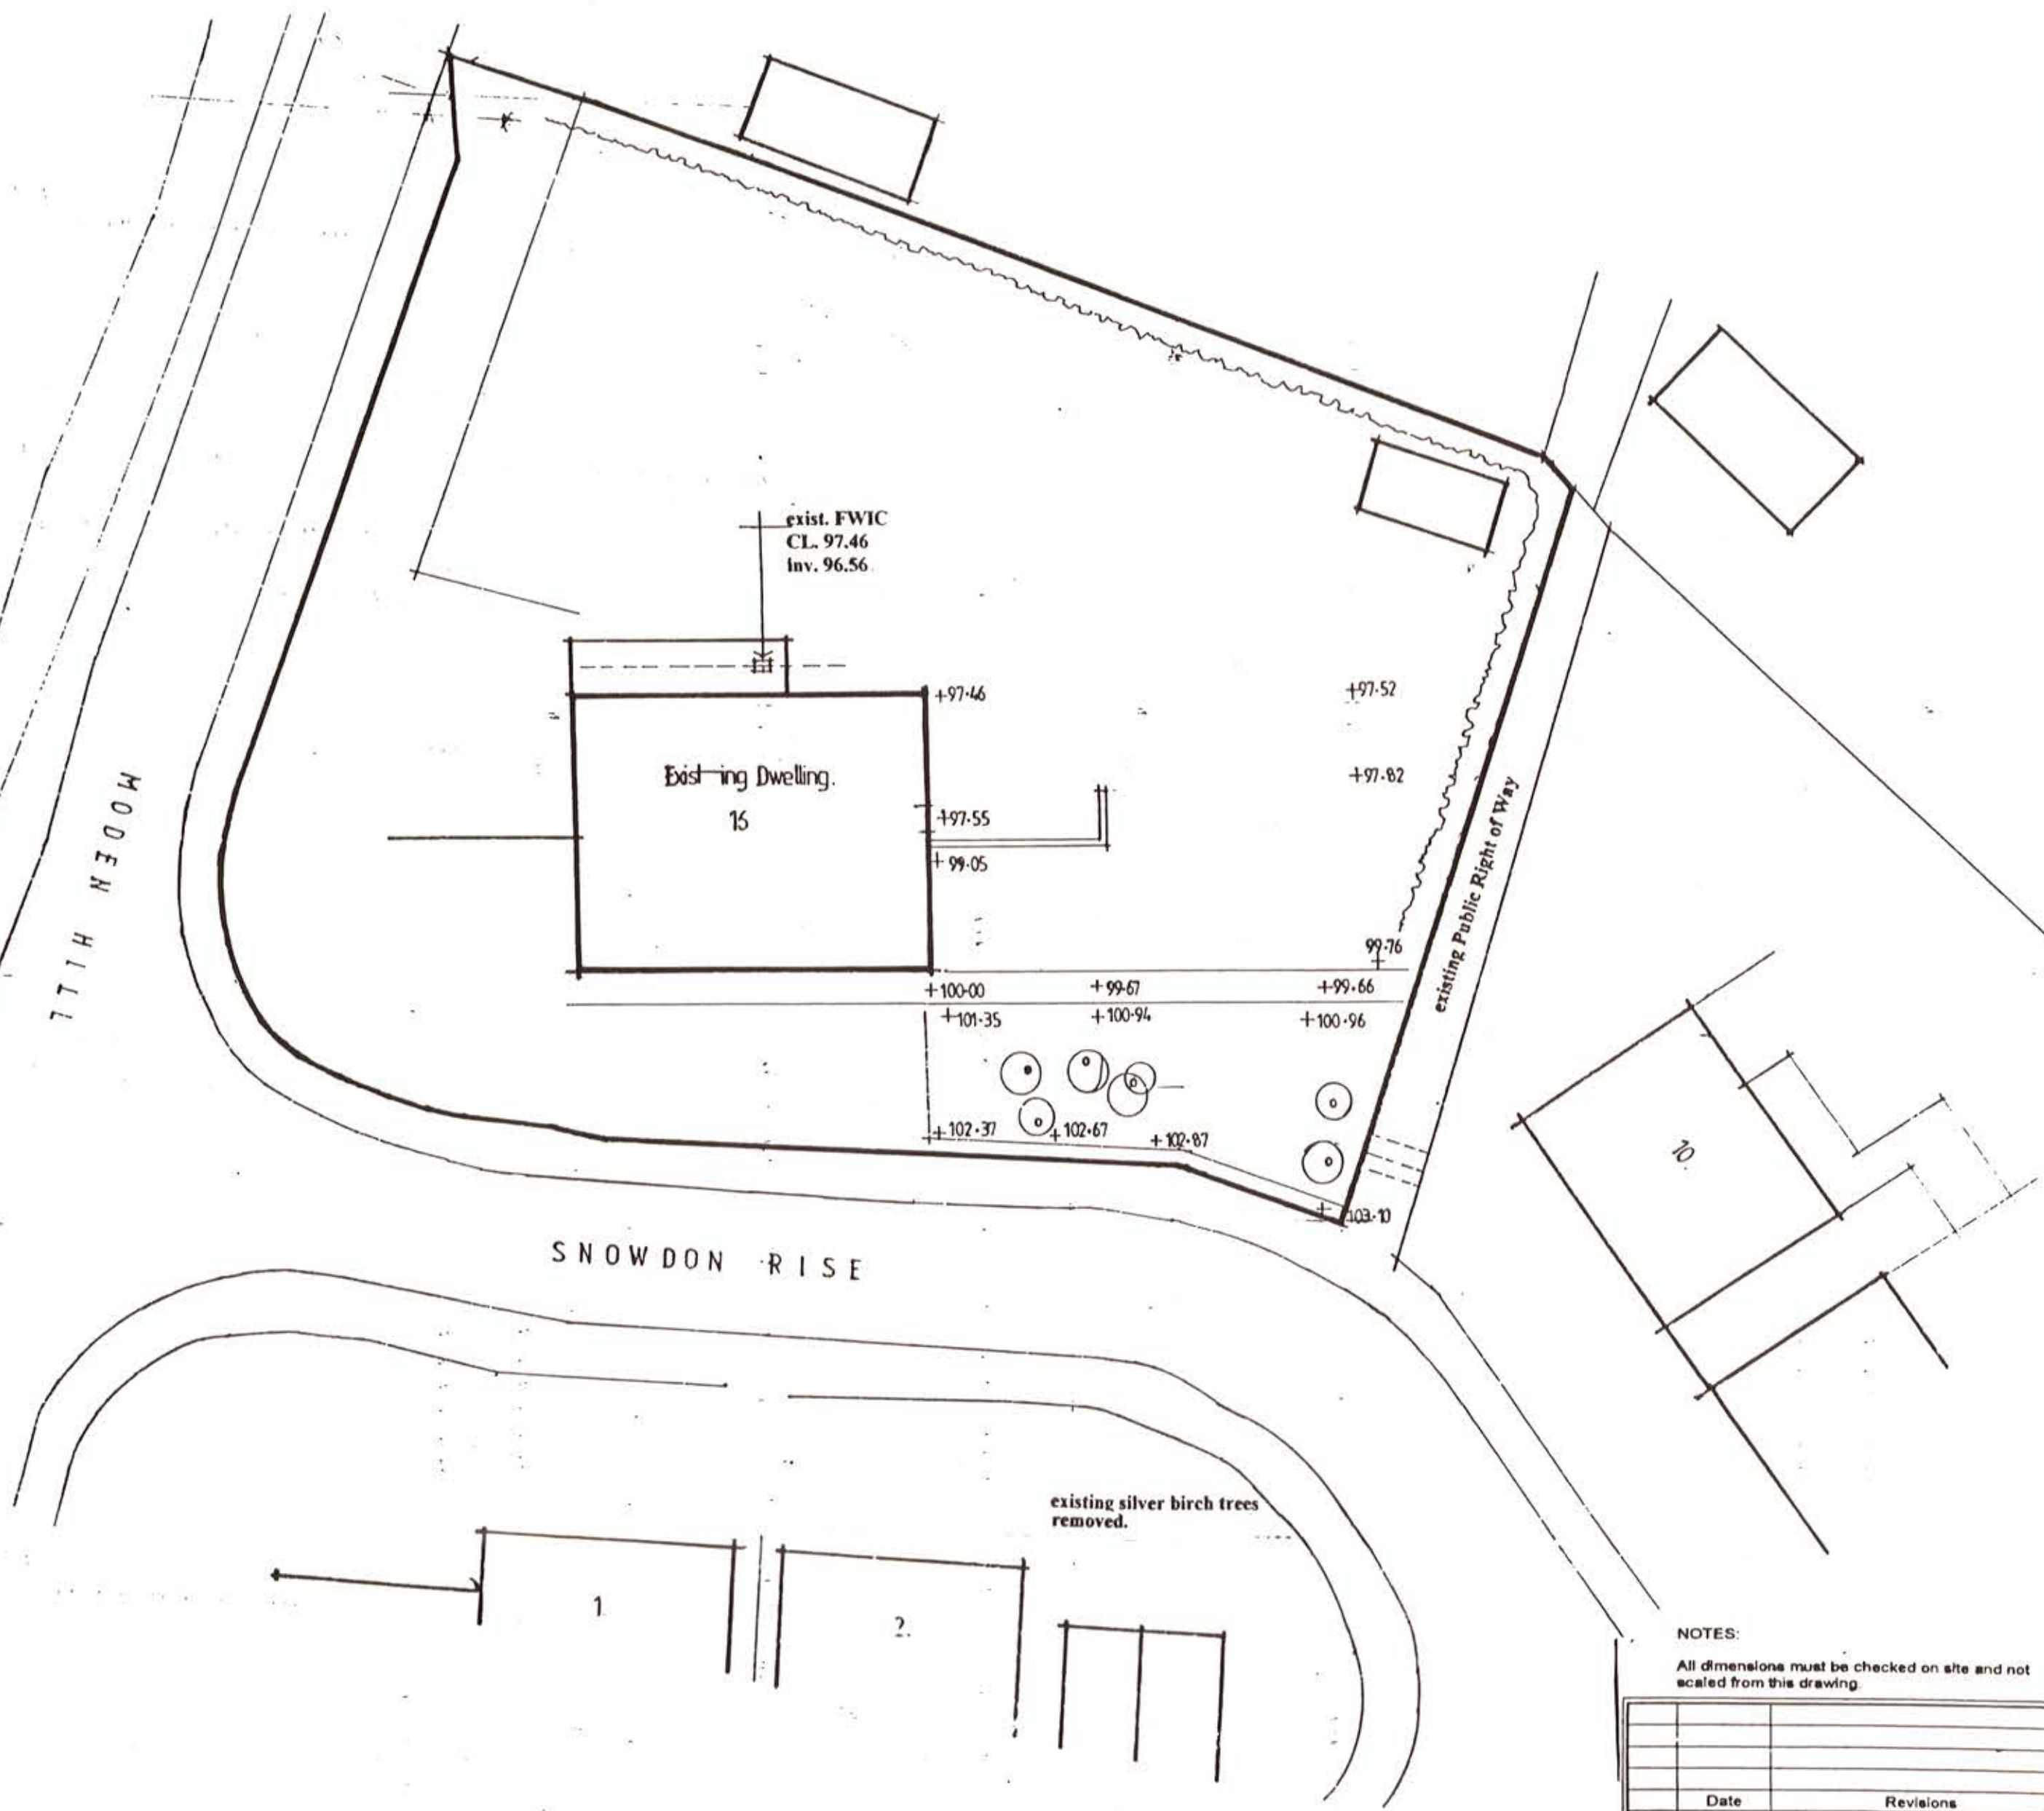 exist. FWIC
CL. 97.46
Inv. 96.56
+97.46
+97.52
Existing Dwelling.
+97.82
+97.55
+99.05
MODEN HILL
existing Public Right of Way
99.76
+100.00
+99.67
+99.66
+101.35
+100.94
+100.96
+102.37
+102.67
+102.87
103.10
10.
SNOWDON RISE
existing silver birch trees
removed.
1
2.
NOTES:
All dimensions must be checked on site and not
scaled from this drawing.
Date
Revisions